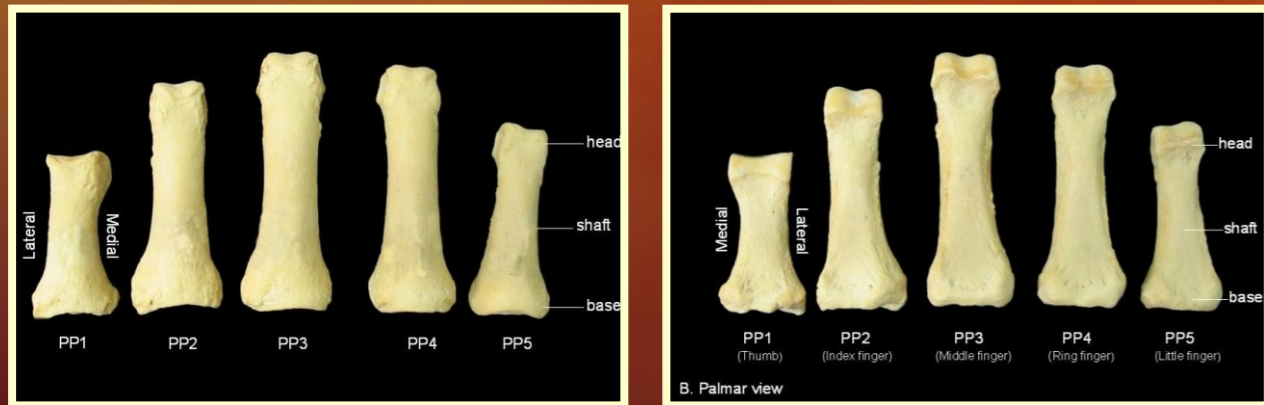 head
Lateral
Medial
shaft
base
PP1
PP2
PP3
PP4
PP5
head
Medial
Lateral
shaft
base
PP1
PP2
PP3
PP4
PP5
(Thumb)
(Index finger)
(Middle finger)
(Ring finger)
(Little finger)
B. Palmar view